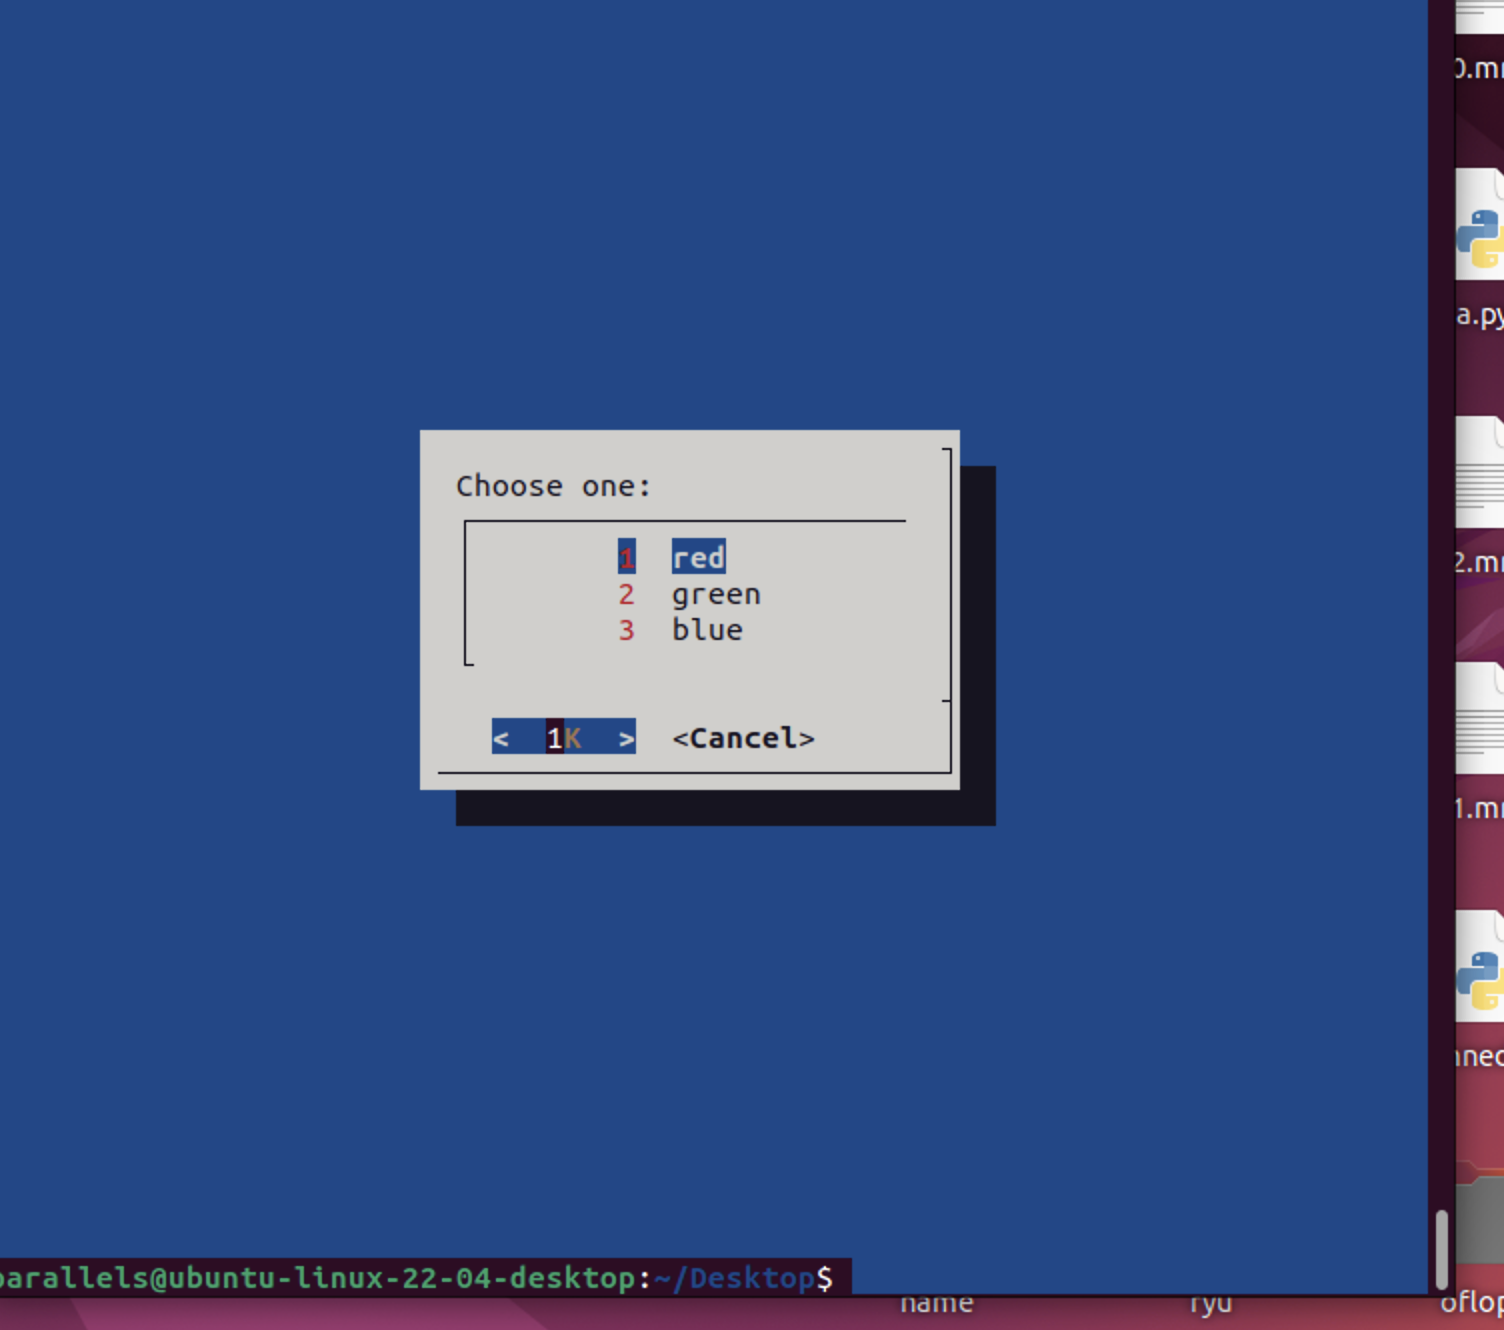 Choose one:
1 red
2 green
3 blue
< 1K > <Cancel>
parallels@ubuntu-linux-22-04-desktop:~/Desktop$
0.m
a.py
2.m
1.m
name ryu oflop